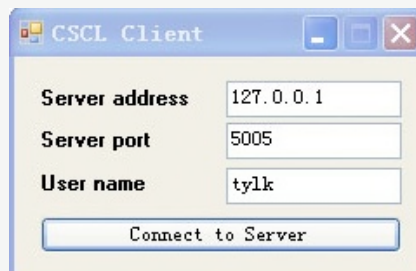 CSCL Client
Server address 127.0.0.1
Server port 5005
User name tylk
Connect to Server